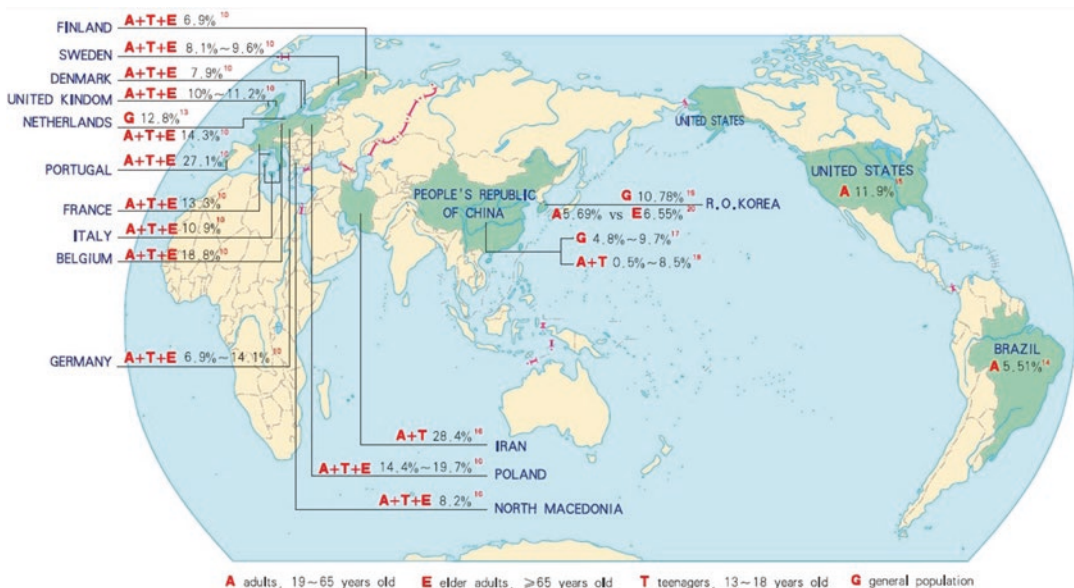 FINLAND A+T+E 6.9% 10
SWEDEN A+T+E 8.1%~9.6% 10
DENMARK A+T+E 7.9% 10
UNITED KINDOM A+T+E 10%~11.2% 10
NETHERLANDS G 12.8% 13
A+T+E 14.3% 10
PORTUGAL A+T+E 27.1% 10
FRANCE A+T+E 13.3% 10
ITALY A+T+E 10.9% 10
BELGIUM A+T+E 18.8% 10
GERMANY A+T+E 6.9%~14.1% 10
UNITED STATES
UNITED STATES
A 11.9% 15
PEOPLE'S REPUBLIC
OF CHINA
G 10.78% 19
R.O.KOREA
A 5.69% vs E 6.55% 20
G 4.8%~9.7% 17
A+T 0.5%~8.5% 18
BRAZIL
A 5.51% 14
A+T 28.4% 16
IRAN
A+T+E 14.4%~19.7% 10
POLAND
A+T+E 8.2% 10
NORTH MACEDONIA
A adults, 19~65 years old E elder adults, ≥65 years old T teenagers, 13~18 years old G general population